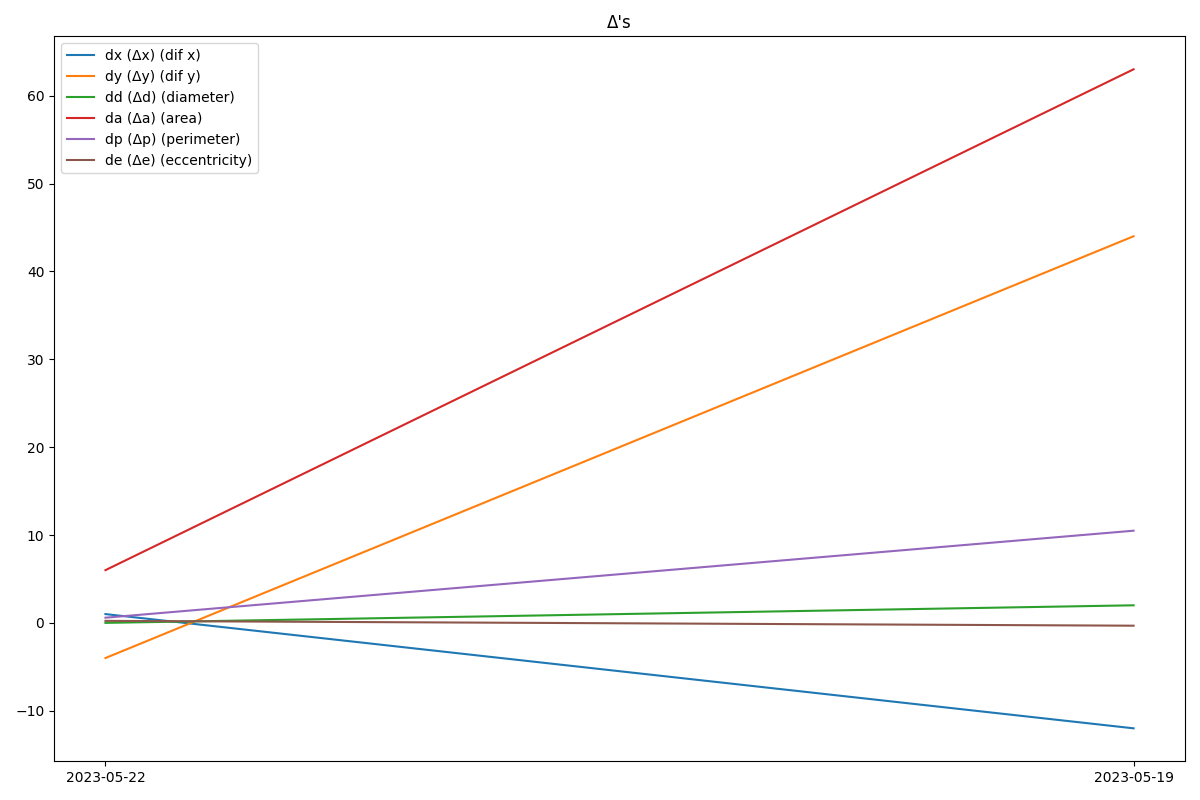 Δ's
dx (Δx) (dif x)
dy (Δy) (dif y)
dd (Δd) (diameter)
da (Δa) (area)
dp (Δp) (perimeter)
de (Δe) (eccentricity)
60
50
40
30
20
10
0
−10
2023-05-22 2023-05-19